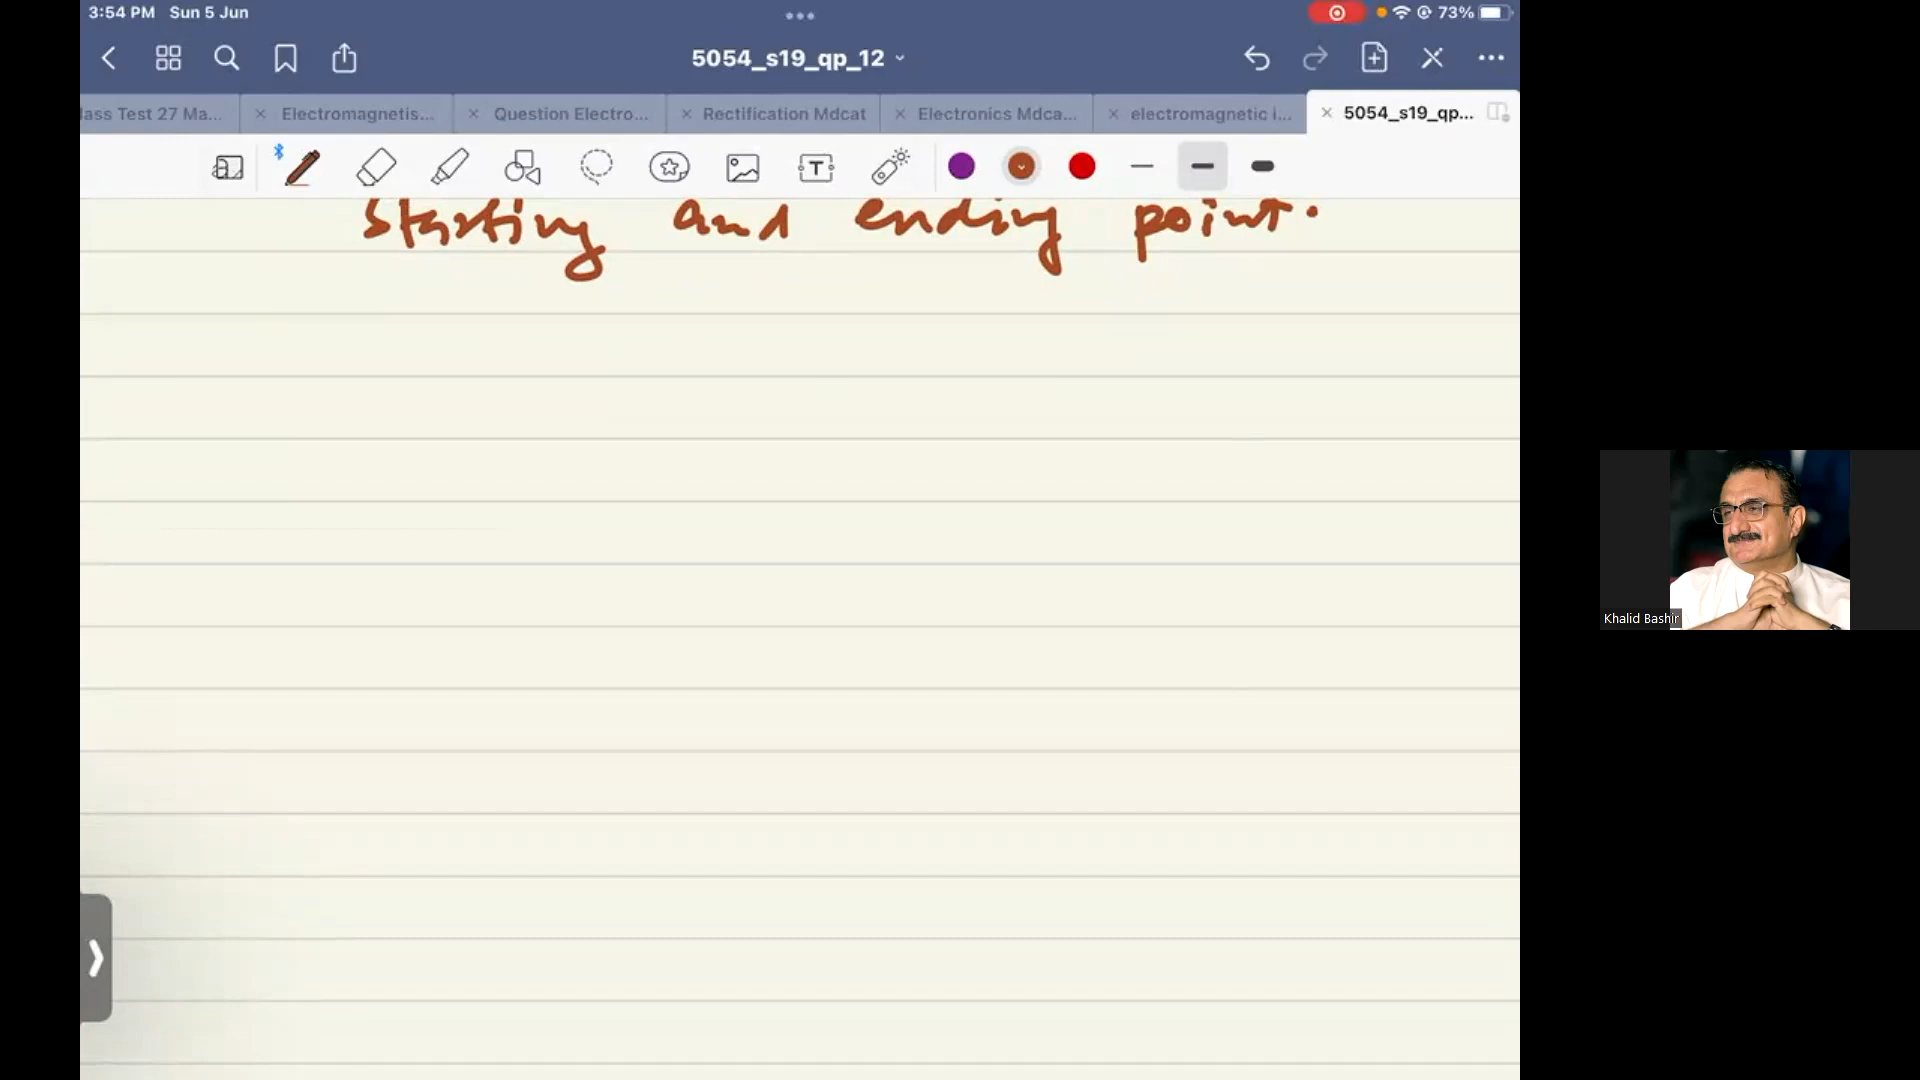 3:54 PM Sun 5 Jun
73%
5054_s19_qp_12
lass Test 27 Ma...
Electromagnetis...
Question Electro...
Rectification Mdcat
Electronics Mdca...
electromagnetic i...
5054_s19_qp...
T
starting and ending point.
Khalid Bashir